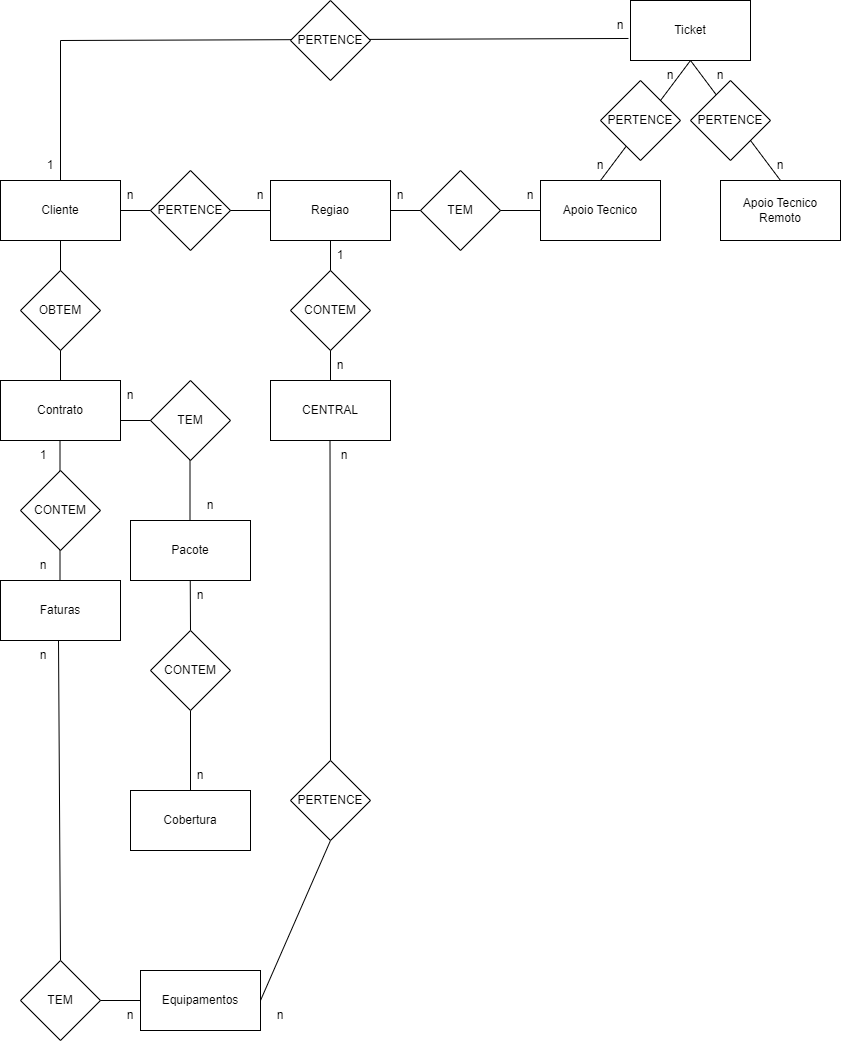 n
Ticket
PERTENCE
n
n
PERTENCE
PERTENCE
1
n
n
n
n
n
n
Cliente
PERTENCE
Regiao
TEM
Apoio Tecnico
Apoio Tecnico
Remoto
1
OBTEM
CONTEM
n
n
Contrato
TEM
CENTRAL
1
n
n
CONTEM
n
Pacote
n
n
Faturas
n
CONTEM
n
Cobertura
PERTENCE
TEM
Equipamentos
n
n